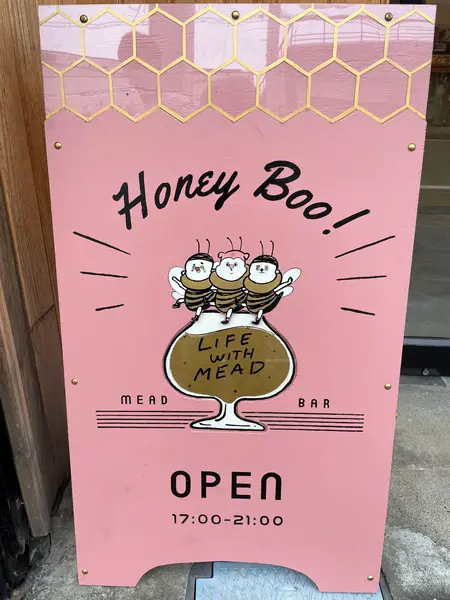 Honey Boo!
LIFE
WITH
MEAD
MEAD BAR
OPEN
17:00-21:00